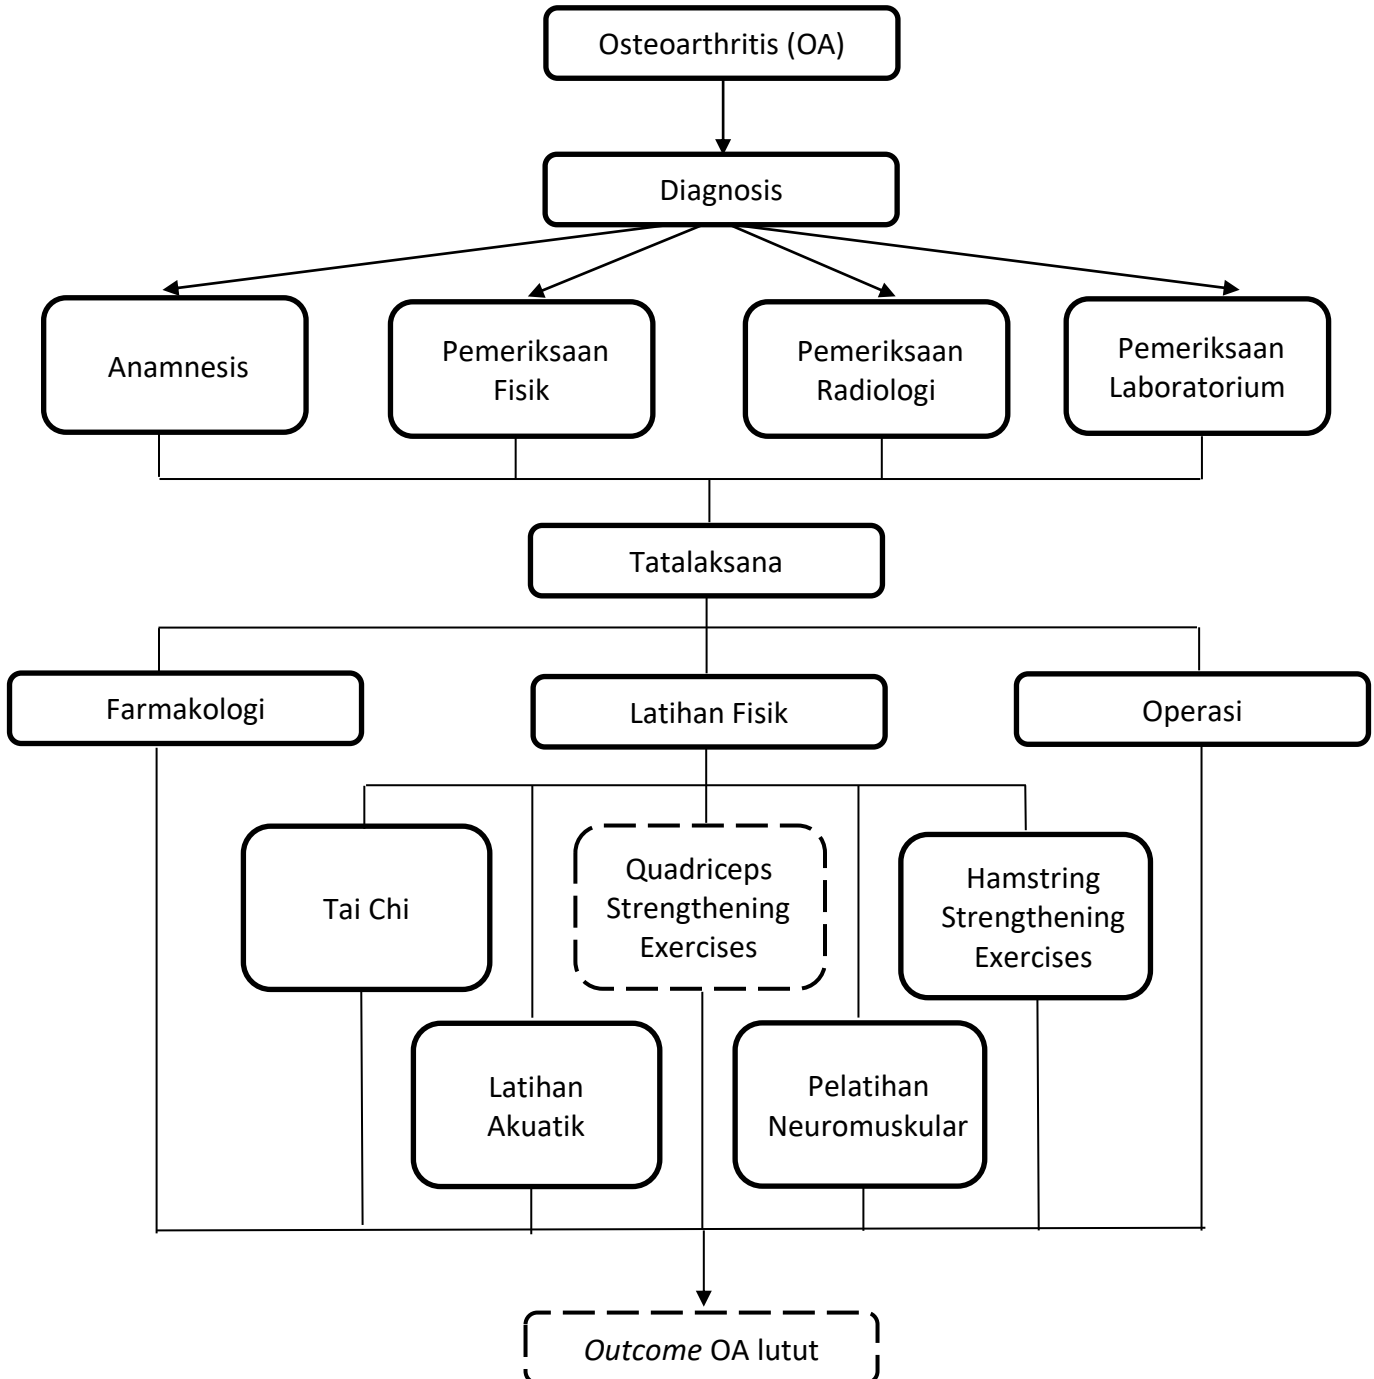 Osteoarthritis (OA)
Diagnosis
Anamnesis
Pemeriksaan
Fisik
Pemeriksaan
Radiologi
Pemeriksaan
Laboratorium
Tatalaksana
Farmakologi
Latihan Fisik
Operasi
Tai Chi
Quadriceps
Strengthening
Exercises
Hamstring
Strengthening
Exercises
Latihan
Akuatik
Pelatihan
Neuromuskular
Outcome OA lutut